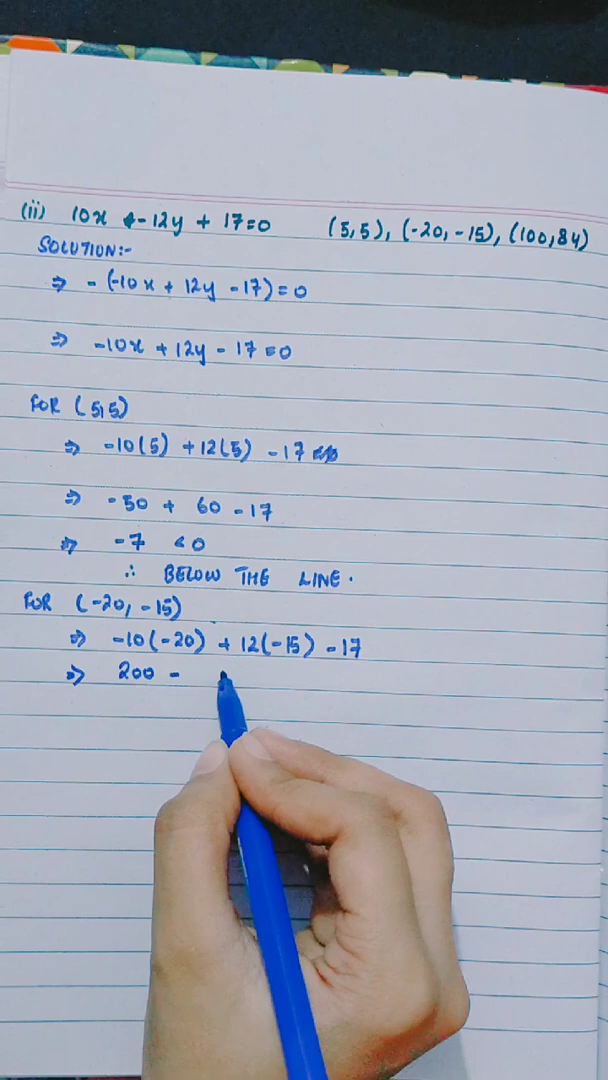 (ii) 10x - 12y + 17=0 (5,5), (-20,-15), (100,84)
SOLUTION:-
⇒ -(-10x + 12y - 17)=0
⇒ -10x + 12y - 17 =0
FOR (5,5)
⇒ -10(5) + 12(5) - 17
⇒ -50 + 60 - 17
⇒ -7 <0
∴ BELOW THE LINE.
FOR (-20, -15)
⇒ -10(-20) + 12(-15) - 17
⇒ 200 -